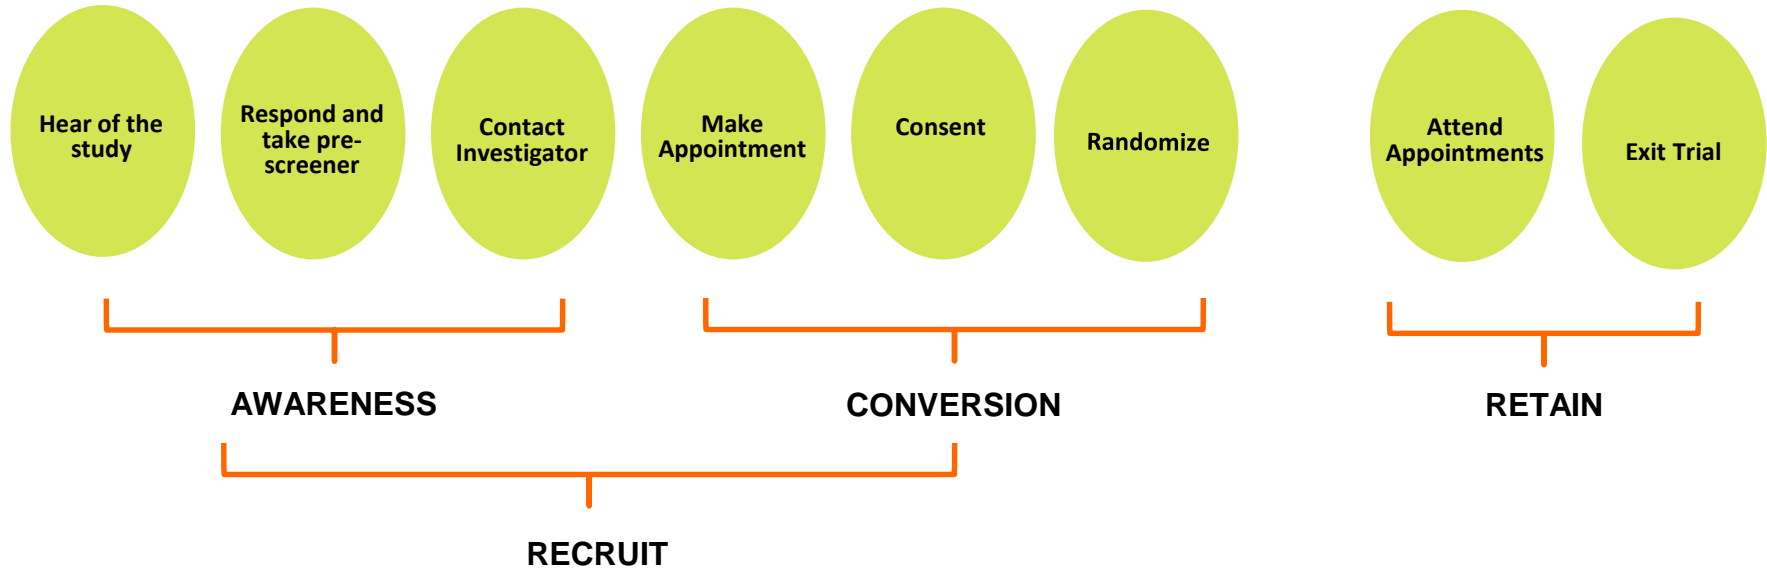 Hear of the
study
Respond and
take pre-
screener
Contact
Investigator
Make
Appointment
Consent
Randomize
Attend
Appointments
Exit Trial
AWARENESS
CONVERSION
RETAIN
RECRUIT